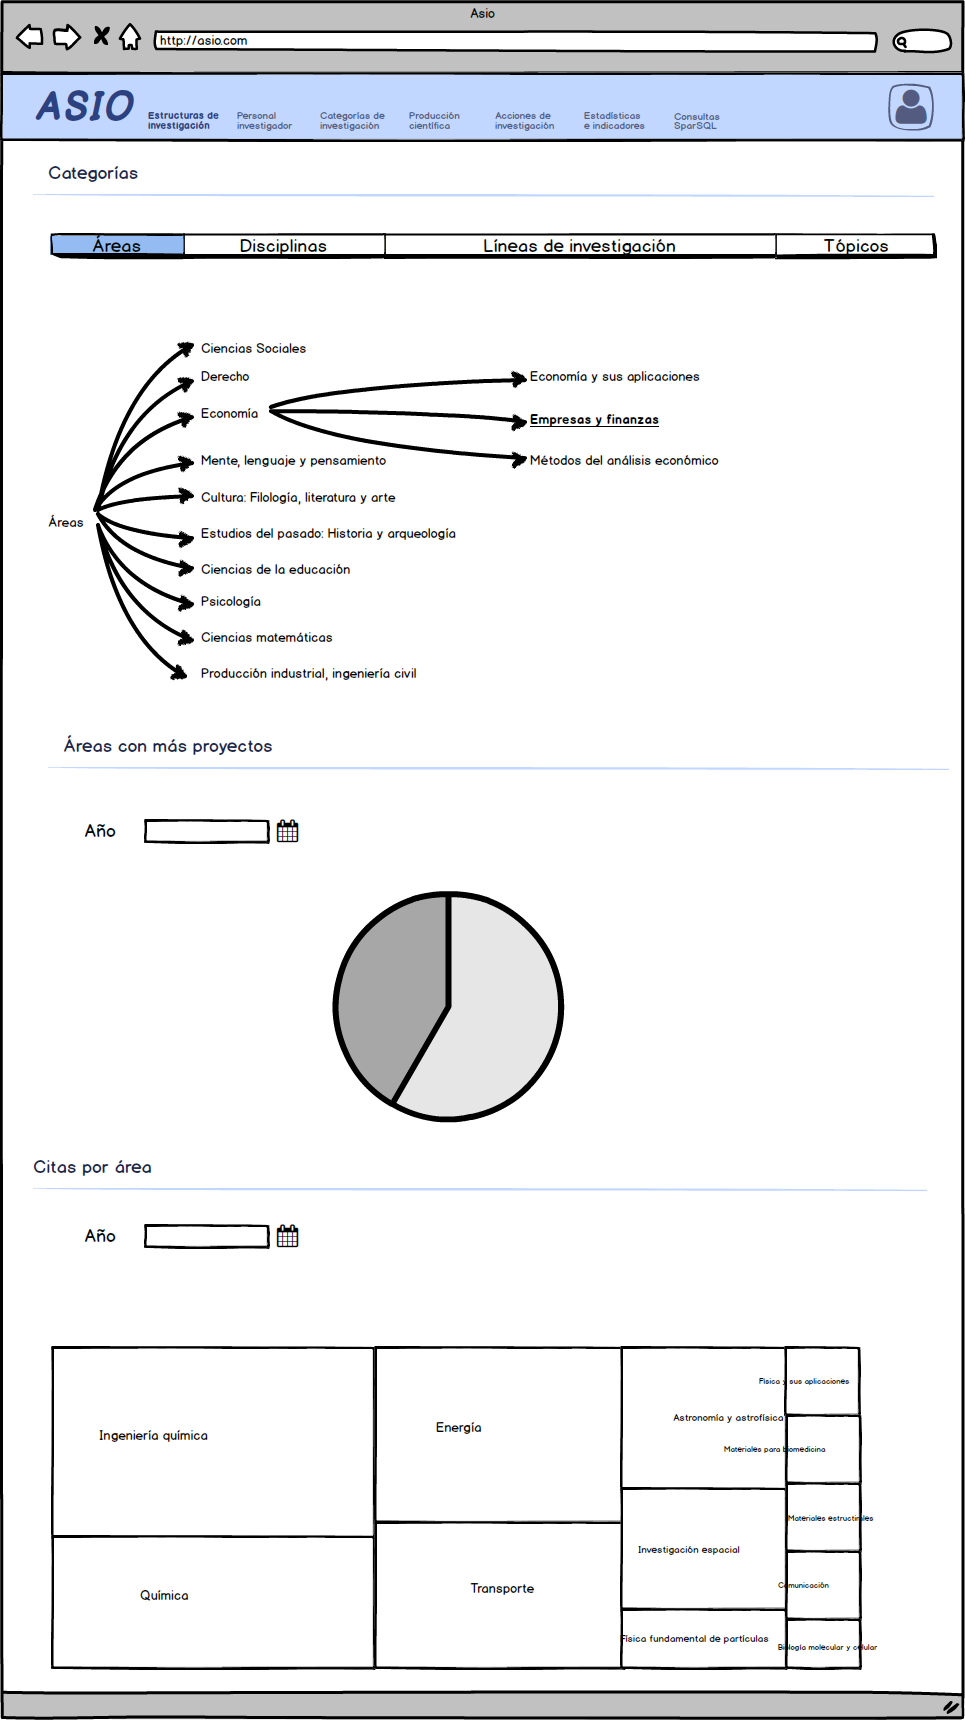 Asio
http://asio.com
ASIO
Estructuras de
investigación
Personal
investigador
Categorías de
investigación
Producción
científica
Acciones de
investigación
Estadísticas
e indicadores
Consultas
SparSQL
Categorías
Áreas
Disciplinas
Líneas de investigación
Tópicos
Ciencias Sociales
Derecho
Economía
Economía y sus aplicaciones
Empresas y finanzas
Métodos del análisis económico
Mente, lenguaje y pensamiento
Cultura: Filología, literatura y arte
Áreas
Estudios del pasado: Historia y arqueología
Ciencias de la educación
Psicología
Ciencias matemáticas
Producción industrial, ingeniería civil
Áreas con más proyectos
Año
Citas por área
Año
Ingeniería química
Energía
Física y sus aplicaciones
Astronomía y astrofísica
Materiales para biomedicina
Materiales estructurales
Investigación espacial
Comunicación
Química
Transporte
Física fundamental de partículas
Biología molecular y celular